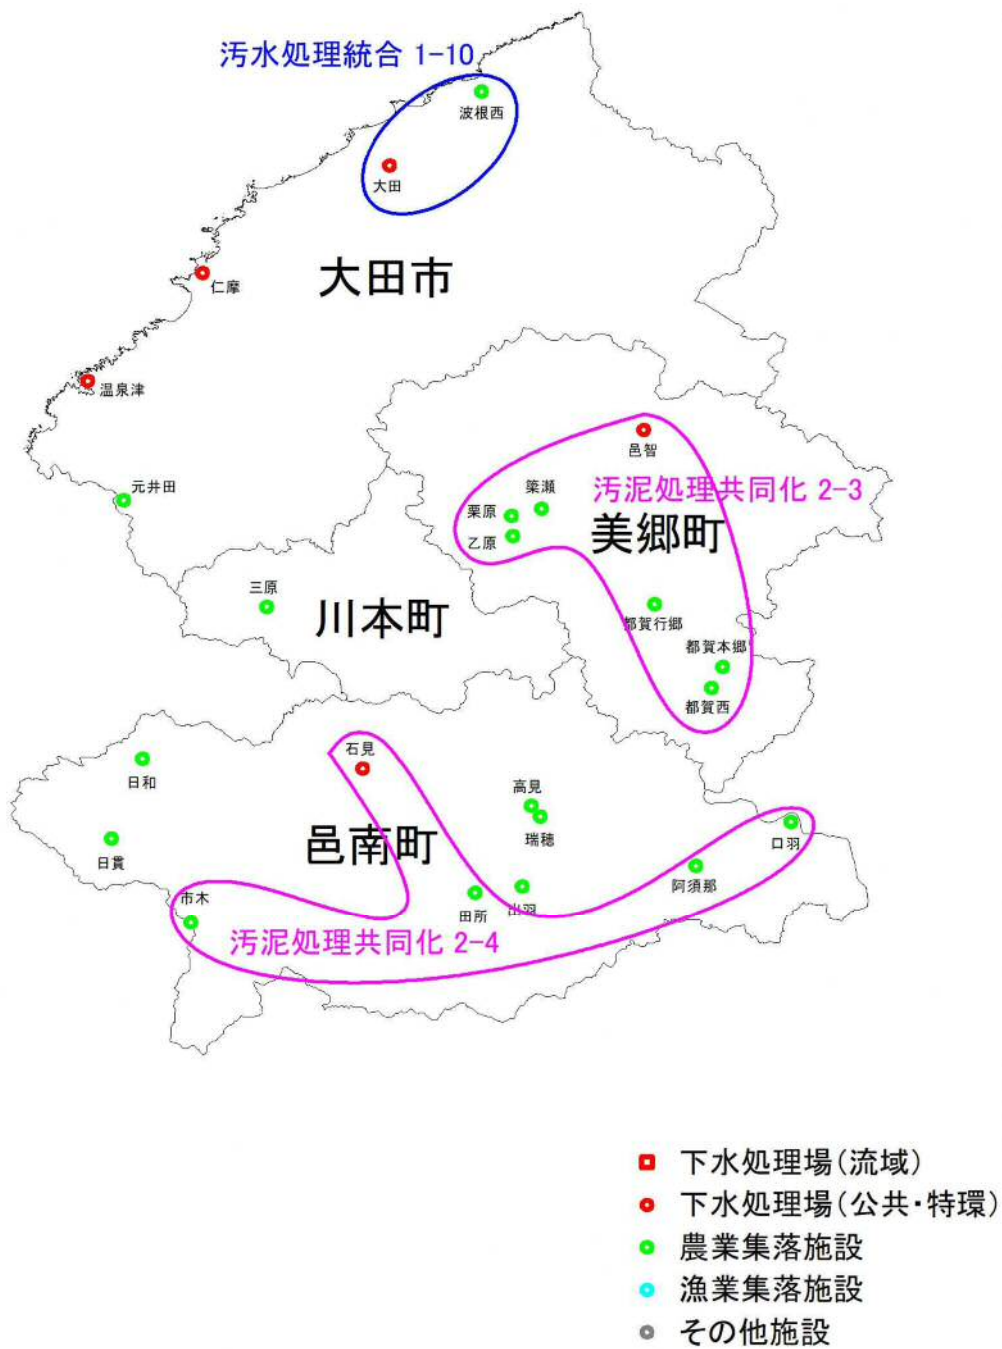 汚水処理統合 1-10
波根西
大田
大田市
仁摩
温泉津
邑智
元井田
簗瀬
汚泥処理共同化 2-3
栗原
美郷町
乙原
三原
川本町
都賀行郷
都賀本郷
都賀西
石見
日和
高見
瑞穂
口羽
邑南町
日貫
阿須那
市木
田所
出羽
汚泥処理共同化 2-4
下水処理場(流域)
下水処理場(公共・特環)
農業集落施設
漁業集落施設
その他施設